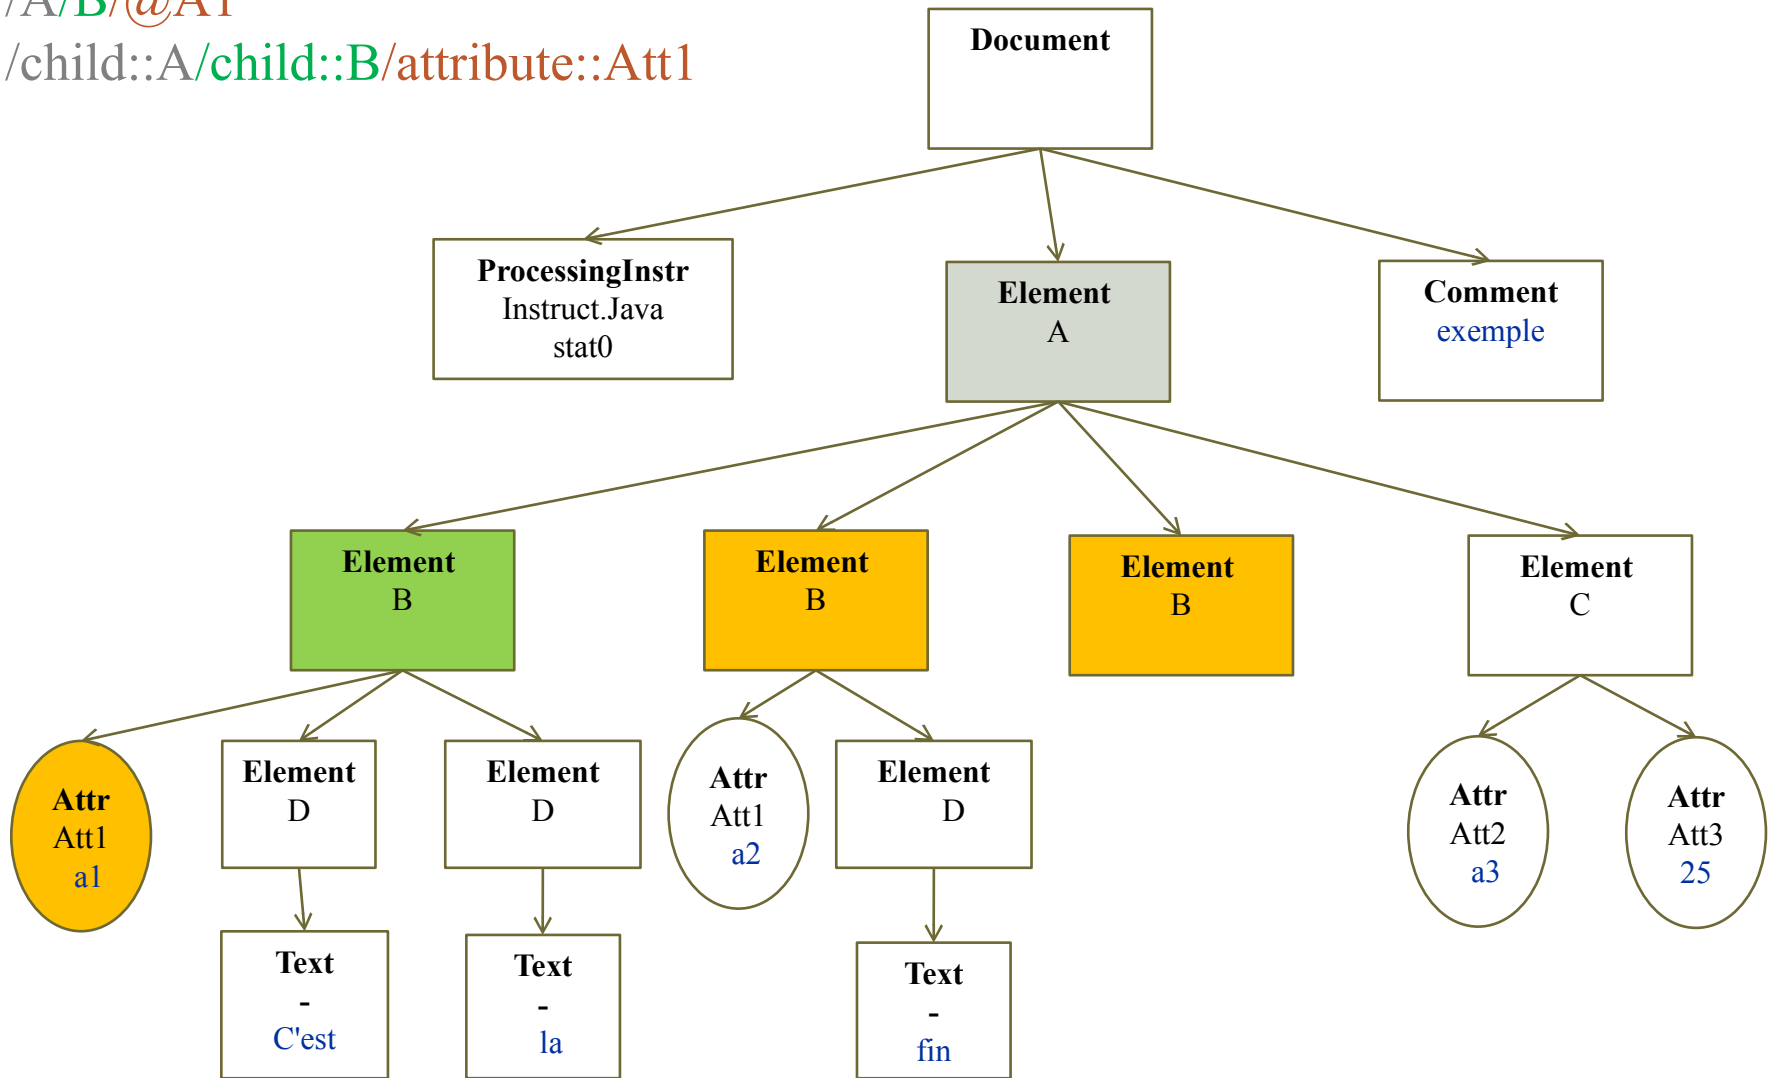 /A/B/@A1
/child::A/child::B/attribute::Att1
Document
ProcessingInstr
Instruct.Java
stat0
Element
A
Comment
exemple
Element
B
Element
B
Element
B
Element
C
Attr
Att1
a1
Element
D
Element
D
Attr
Att1
a2
Element
D
Attr
Att2
a3
Attr
Att3
25
Text
-
C'est
Text
-
la
Text
-
fin